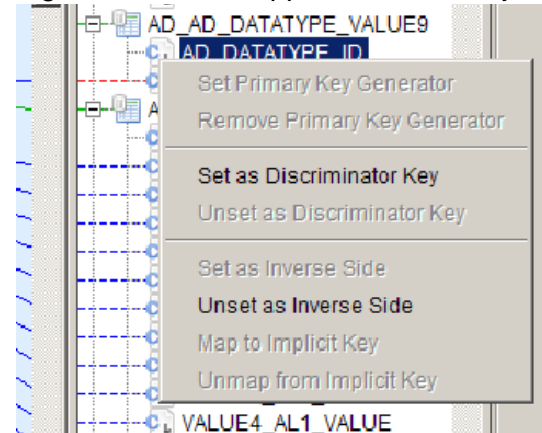 AD_AD_DATATYPE_VALUE9
AD_DATATYPE_ID
Set Primary Key Generator
Remove Primary Key Generator
Set as Discriminator Key
Unset as Discriminator Key
Set as Inverse Side
Unset as Inverse Side
Map to Implicit Key
Unmap from Implicit Key
VALUE4_AL1_VALUE